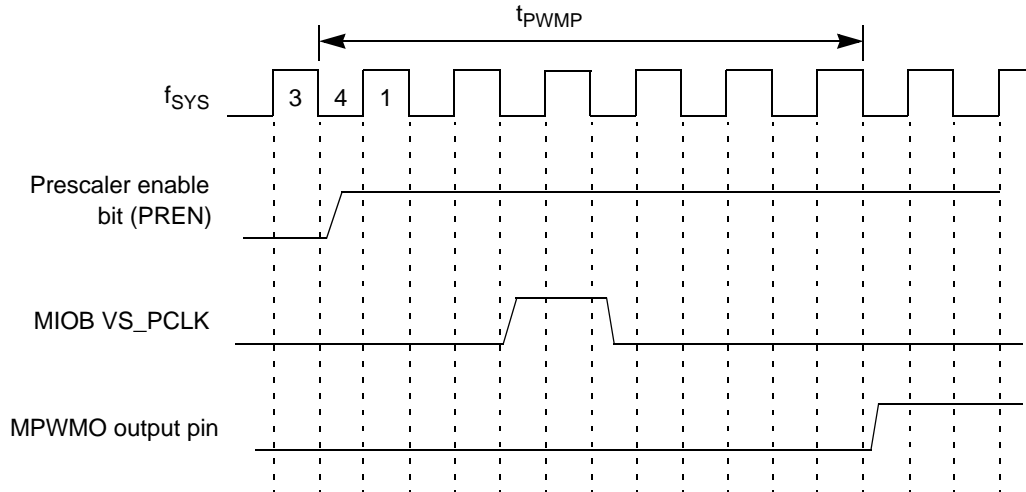 tPWMP
fSYS
3 4 1
Prescaler enable
bit (PREN)
MIOB VS_PCLK
MPWMO output pin